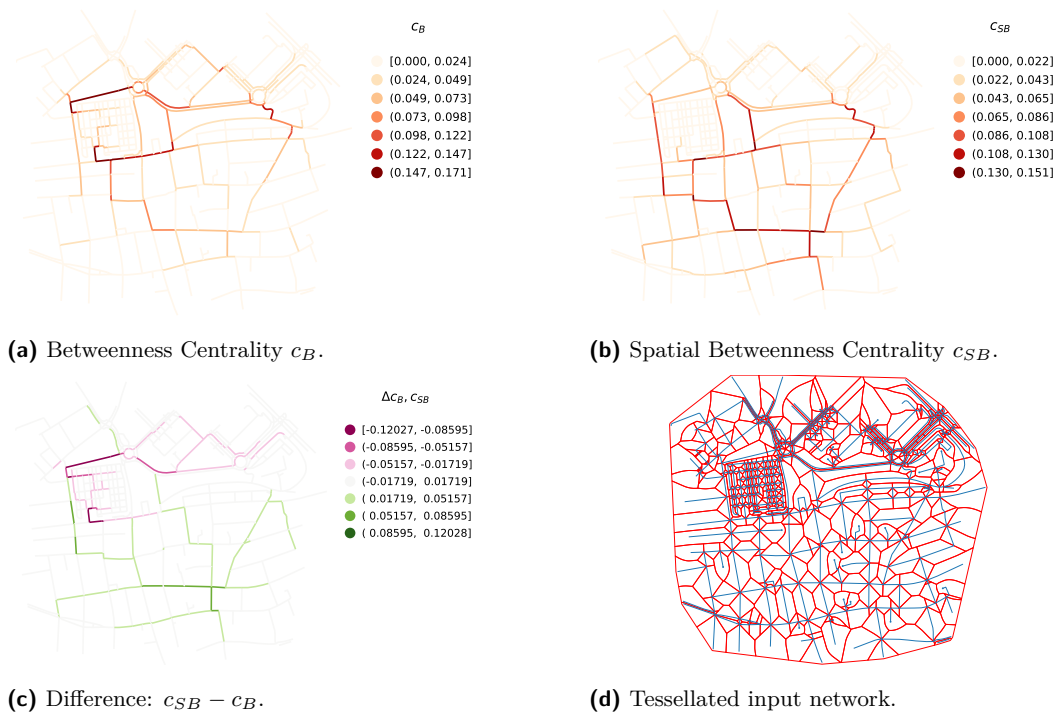 c_B
[0.000, 0.024]
(0.024, 0.049]
(0.049, 0.073]
(0.073, 0.098]
(0.098, 0.122]
(0.122, 0.147]
(0.147, 0.171]
(a) Betweenness Centrality c_B.
c_SB
[0.000, 0.022]
(0.022, 0.043]
(0.043, 0.065]
(0.065, 0.086]
(0.086, 0.108]
(0.108, 0.130]
(0.130, 0.151]
(b) Spatial Betweenness Centrality c_SB.
Δc_B, c_SB
[-0.12027, -0.08595]
(-0.08595, -0.05157]
(-0.05157, -0.01719]
(-0.01719, 0.01719]
( 0.01719, 0.05157]
( 0.05157, 0.08595]
( 0.08595, 0.12028]
(c) Difference: c_SB − c_B.
(d) Tessellated input network.